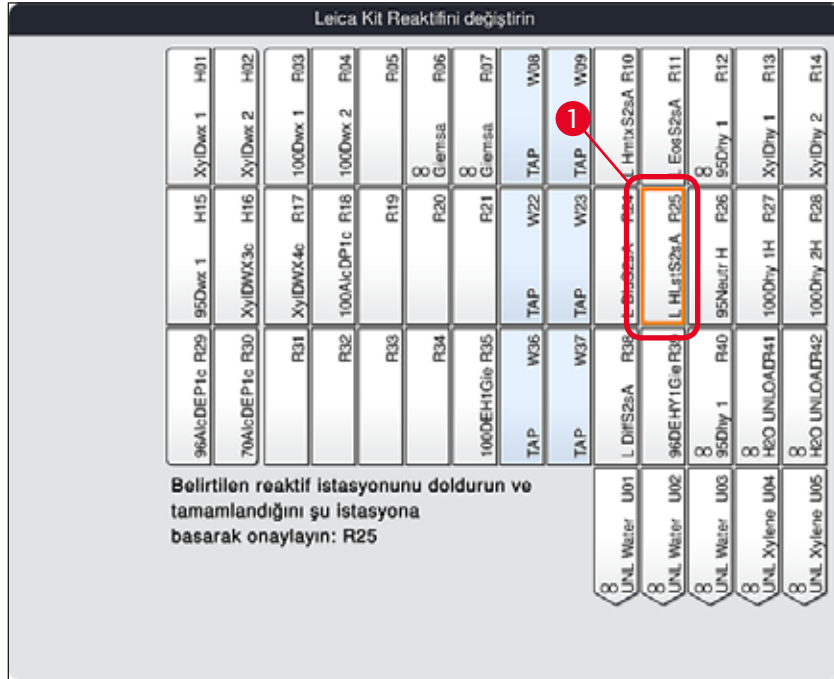 Leica Kit Reaktifini değiştirin
1
XylDwx 1 H01
XylDwx 2 H02
100Dwx 1 R03
100Dwx 2 R04
R05
∞ Giemsa R06
∞ Giemsa R07
TAP W08
TAP W09
L HmtxS2sA R10
L EosS2sA R11
∞ 95Dhy 1 R12
XylDhy 1 R13
XylDhy 2 R14
95Dwx 1 H15
XylDWX3c H16
XylDWX4c R17
100AlcDP1c R18
R19
R20
R21
TAP W22
TAP W23
R24
L HLstS2sA R25
95Neutr H R26
100Dhy 1H R27
100Dhy 2H R28
96AlcDEP1c R29
70AlcDEP1c R30
R31
R32
R33
R34
100DEH1Gie R35
TAP W36
TAP W37
L DiffS2sA R38
96DEHY1Gie R39
∞ 95Dhy 1 R40
∞ H2O UNLOAD R41
∞ H2O UNLOAD R42
∞ UNL Water U01
∞ UNL Water U02
∞ UNL Water U03
∞ UNL Xylene U04
∞ UNL Xylene U05
Belirtilen reaktif istasyonunu doldurun ve
tamamlandığını şu istasyona
basarak onaylayın: R25